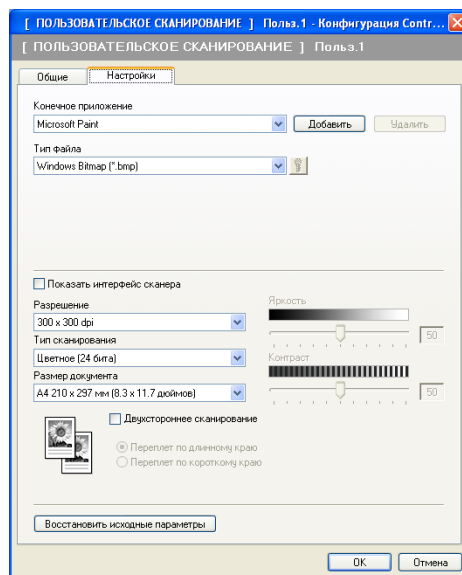 [ ПОЛЬЗОВАТЕЛЬСКОЕ СКАНИРОВАНИЕ ] Польз.1 - Конфигурация Contr...
[ ПОЛЬЗОВАТЕЛЬСКОЕ СКАНИРОВАНИЕ ] Польз.1
Общие Настройки
Конечное приложение
Microsoft Paint Добавить Удалить
Тип файла
Windows Bitmap (*.bmp)
Показать интерфейс сканера
Разрешение Яркость
300 x 300 dpi 50
Тип сканирования
Цветное (24 бита) Контраст
Размер документа
A4 210 x 297 мм (8.3 x 11.7 дюймов) 50
Двухстороннее сканирование
Переплет по длинному краю
Переплет по короткому краю
Восстановить исходные параметры
OK Отмена